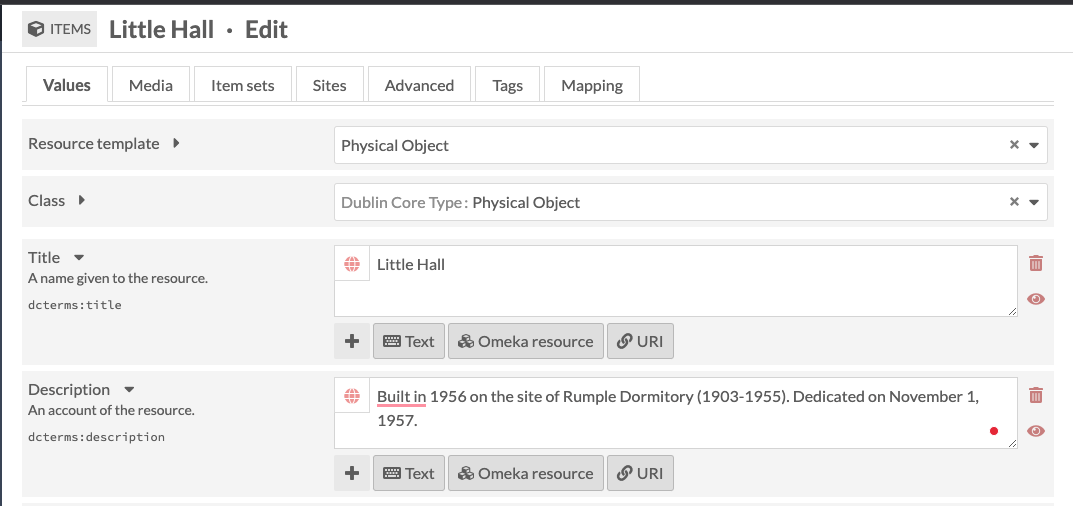 ITEMS Little Hall · Edit
Values Media Item sets Sites Advanced Tags Mapping
Resource template Physical Object
Class Dublin Core Type: Physical Object
Title
A name given to the resource.
dcterms:title
Little Hall
Text Omeka resource URI
Description
An account of the resource.
dcterms:description
Built in 1956 on the site of Rumple Dormitory (1903-1955). Dedicated on November 1,
1957.
Text Omeka resource URI